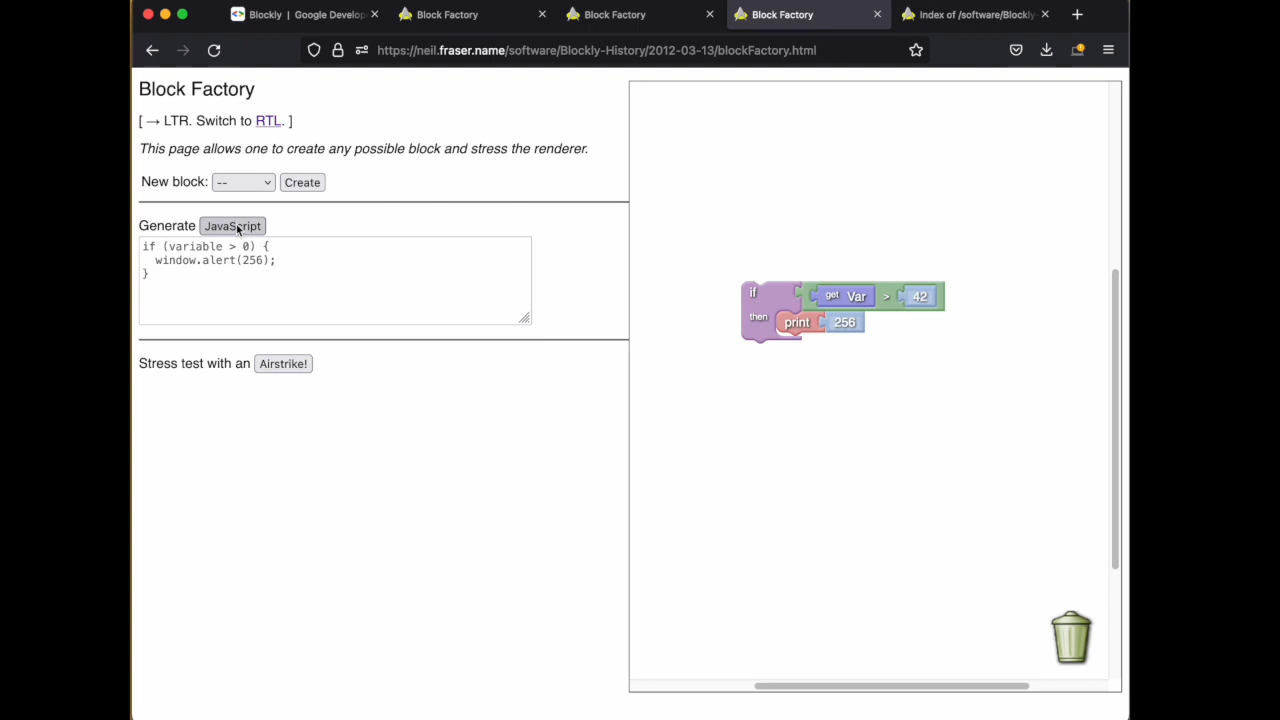 Blockly | Google Develop
Block Factory
Block Factory
Block Factory
Index of /software/Blockly-
https://neil.fraser.name/software/Blockly-History/2012-03-13/blockFactory.html
Block Factory
[ → LTR. Switch to RTL. ]
This page allows one to create any possible block and stress the renderer.
New block: -- Create
Generate JavaScript
if (variable > 0) {
  window.alert(256);
}
Stress test with an Airstrike!
if get Var > 42
then print 256